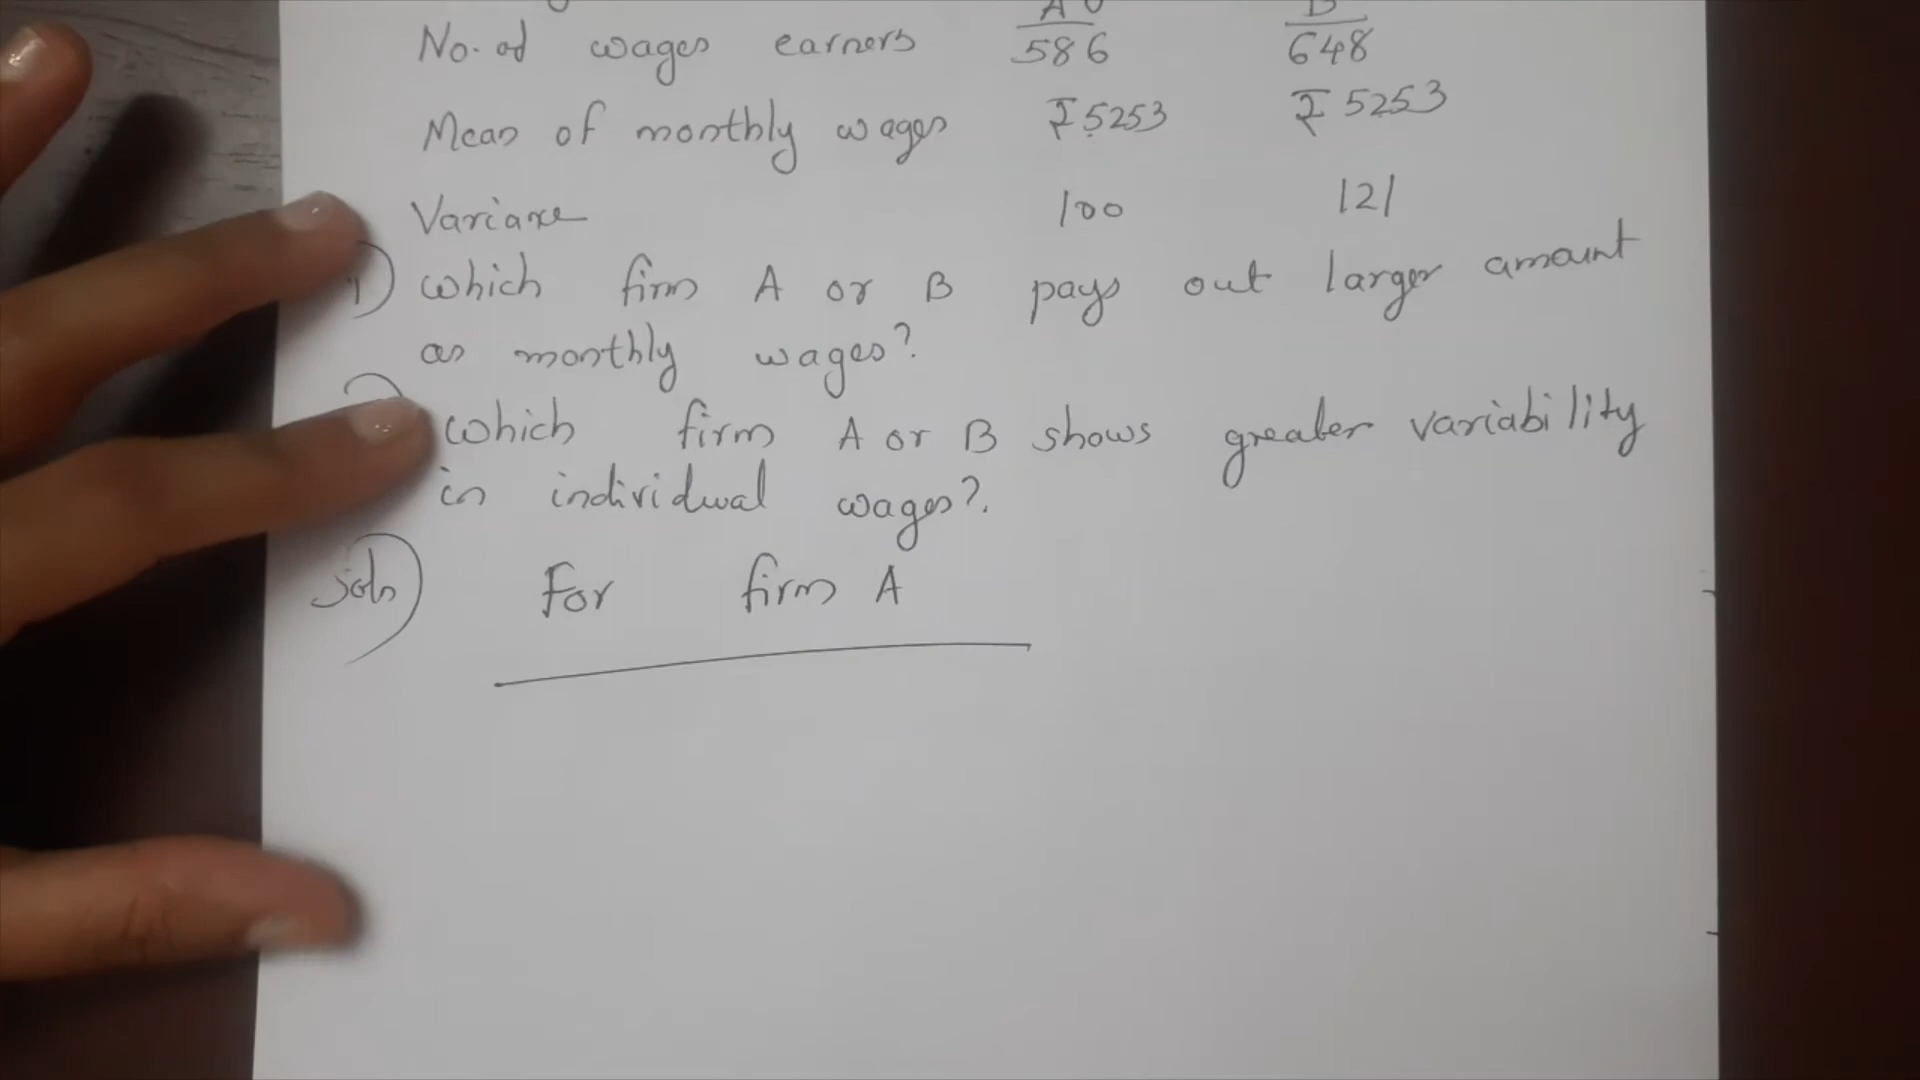 A B
No. of wages earners 586 648
Mean of monthly wages ₹5253 ₹5253
Variance 100 121
1) which firm A or B pays out larger amount
as monthly wages?
which firm A or B shows greater variability
in individual wages?.
Soln) For firm A